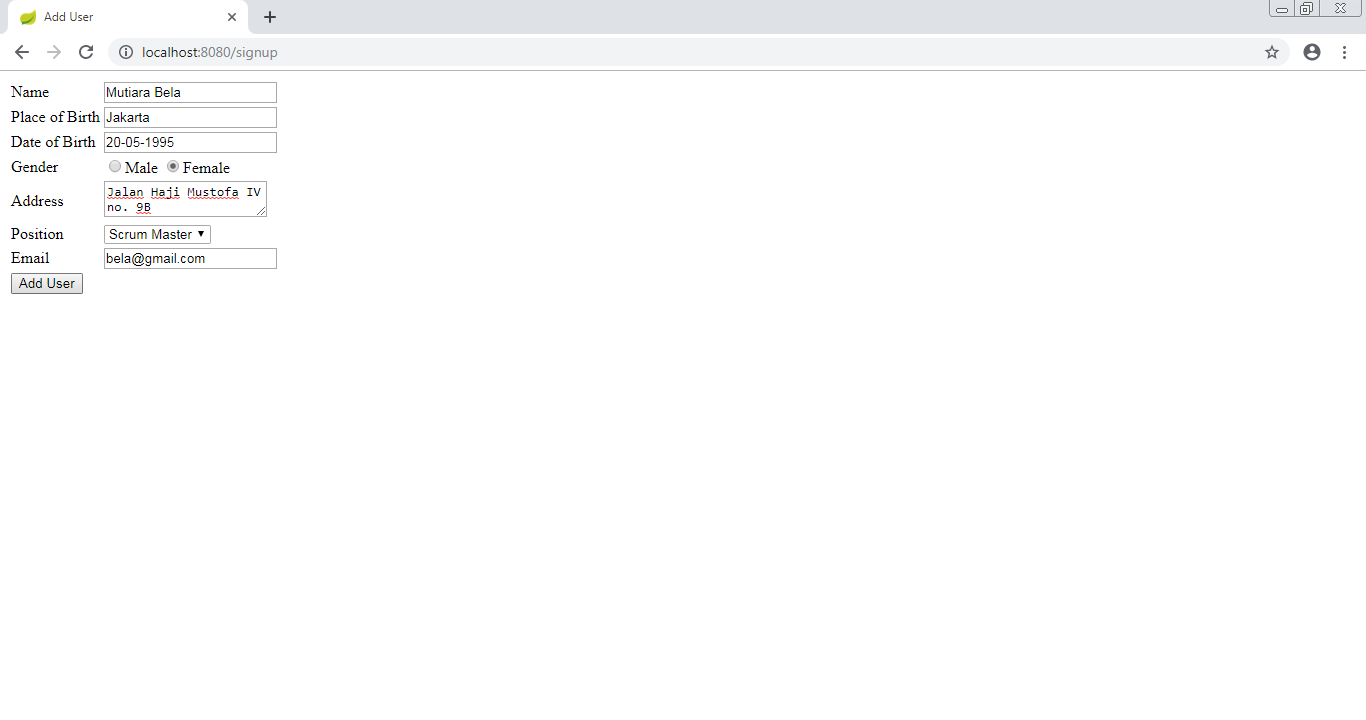 Add User
localhost:8080/signup
Name Mutiara Bela
Place of Birth Jakarta
Date of Birth 20-05-1995
Gender Male Female
Address Jalan Haji Mustofa IV
no. 9B
Position Scrum Master
Email bela@gmail.com
Add User